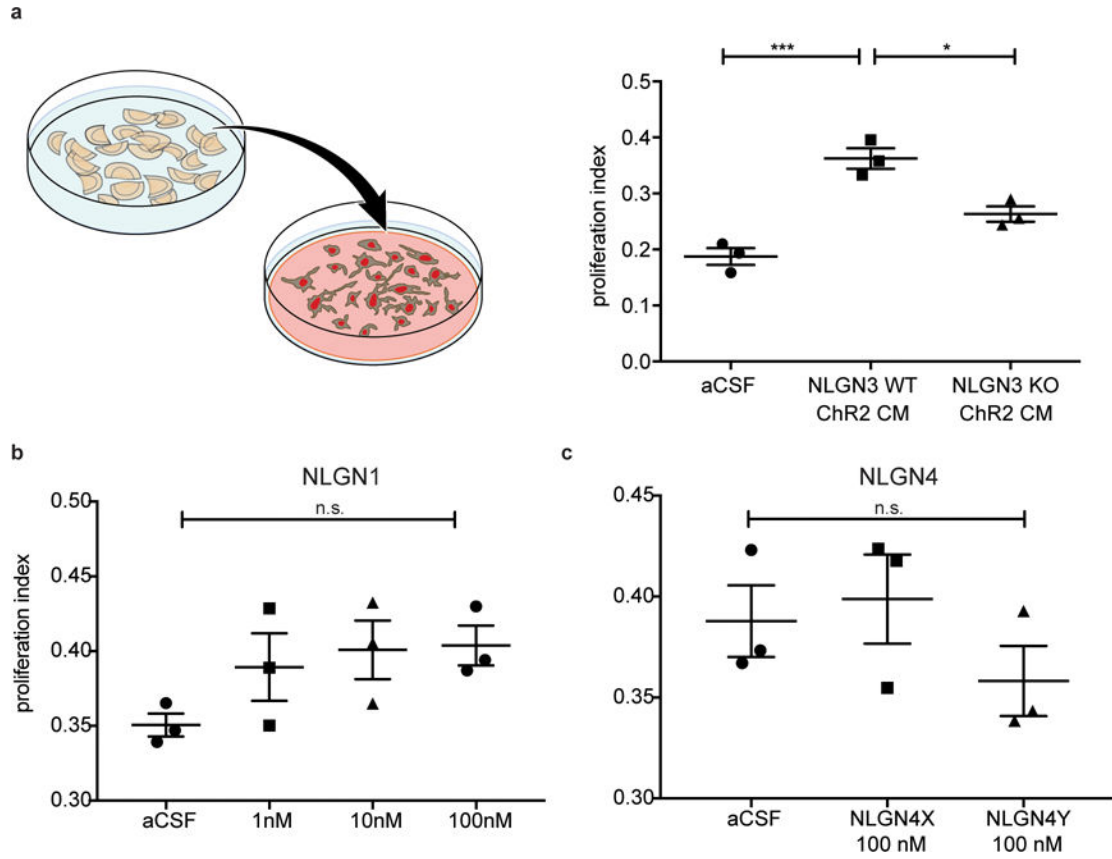 a
***
*
0.5
0.4
0.3
0.2
0.1
0.0
proliferation index
aCSF
NLGN3 WT
ChR2 CM
NLGN3 KO
ChR2 CM
b
NLGN1
n.s.
0.50
0.45
0.40
0.35
0.30
proliferation index
aCSF
1nM
10nM
100nM
c
NLGN4
n.s.
0.45
0.40
0.35
0.30
aCSF
NLGN4X
100 nM
NLGN4Y
100 nM